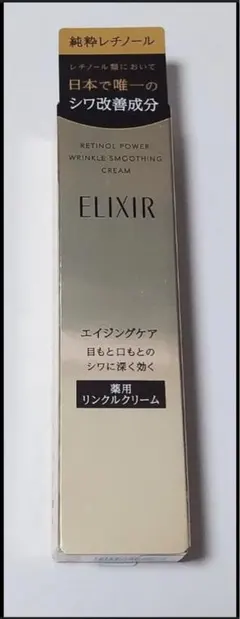 純粋レチノール
レチノール類において
日本で唯一の
シワ改善成分
RETINOL POWER
WRINKLE SMOOTHING
CREAM
ELIXIR
エイジングケア
目もと口もとの
シワに深く効く
薬用
リンクルクリーム